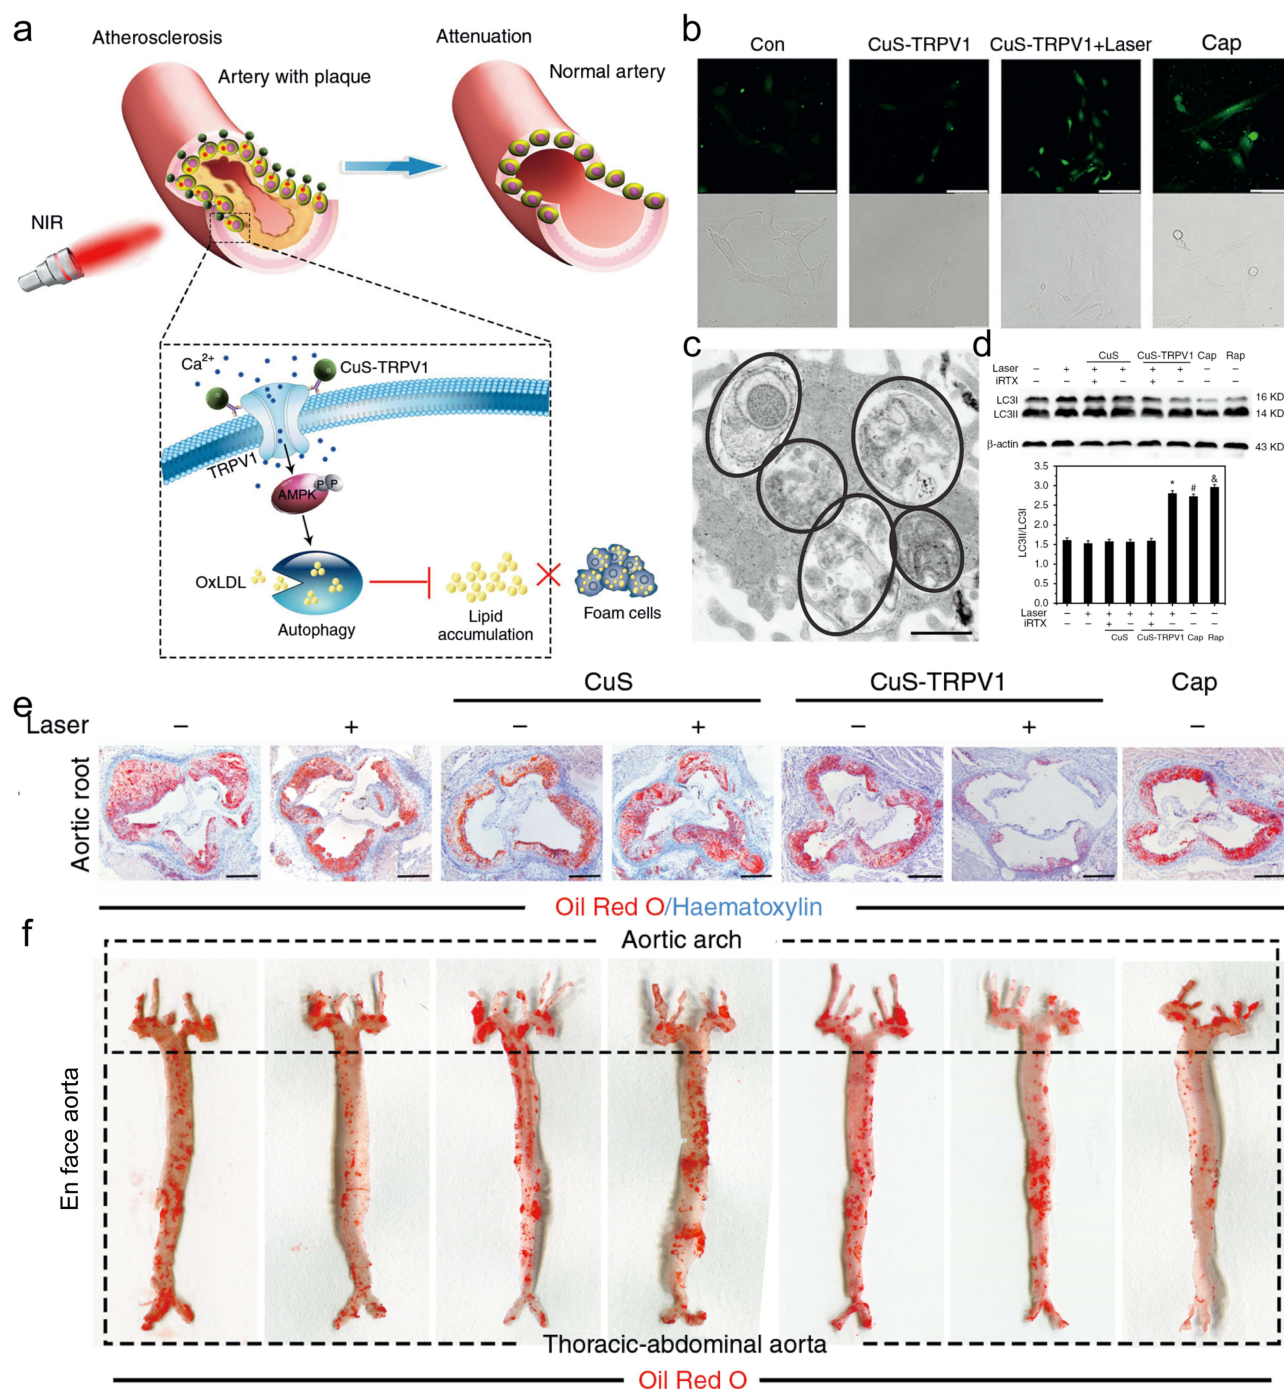 a
Atherosclerosis
Artery with plaque
Attenuation
Normal artery
NIR
Ca2+
CuS-TRPV1
TRPV1
AMPK
P P
OxLDL
Autophagy
Lipid
accumulation
Foam cells
b
Con
CuS-TRPV1
CuS-TRPV1+Laser
Cap
c
d
CuS CuS-TRPV1 Cap Rap
Laser – + + + + + – –
iRTX – – + – + – – –
LC3I
16 KD
LC3II
14 KD
β-actin
43 KD
LC3II/LC3I
3.5
3.0
2.5
2.0
1.5
1.0
0.5
0.0
* # &
Laser – + + + + + – –
iRTX – – + – + – – –
CuS CuS-TRPV1 Cap Rap
e
CuS CuS-TRPV1 Cap
Laser – + – + – + –
Aortic root
Oil Red O/Haematoxylin
f
Aortic arch
En face aorta
Thoracic-abdominal aorta
Oil Red O